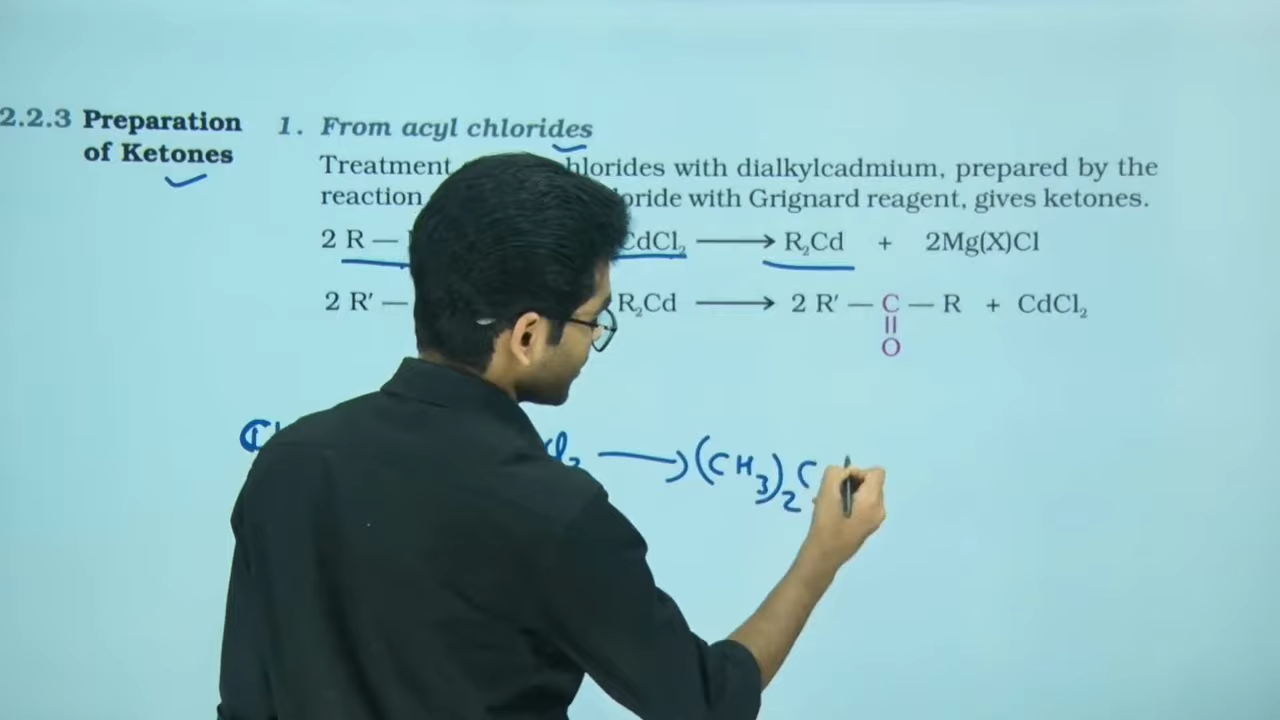 2.2.3 Preparation of Ketones
1. From acyl chlorides
Treatment hlorides with dialkylcadmium, prepared by the
reaction oride with Grignard reagent, gives ketones.
2 R — CdCl₂ ⟶ R₂Cd + 2Mg(X)Cl
2 R′ — R₂Cd ⟶ 2 R′ — C — R + CdCl₂
||
O
⟶ (CH₃)₂C